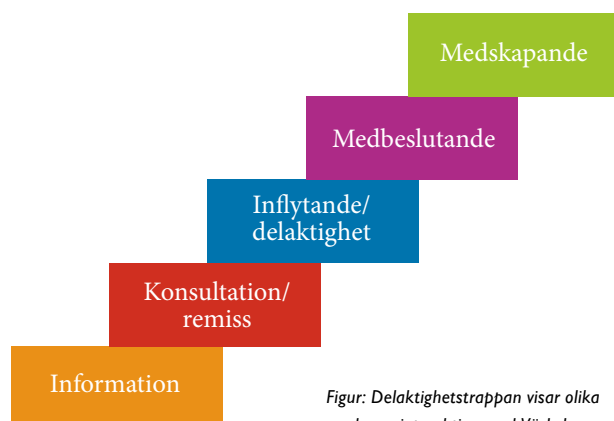 Medskapande
Medbeslutande
Inflytande/
delaktighet
Konsultation/
remiss
Information
Figur: Delaktighetstrappan visar olika